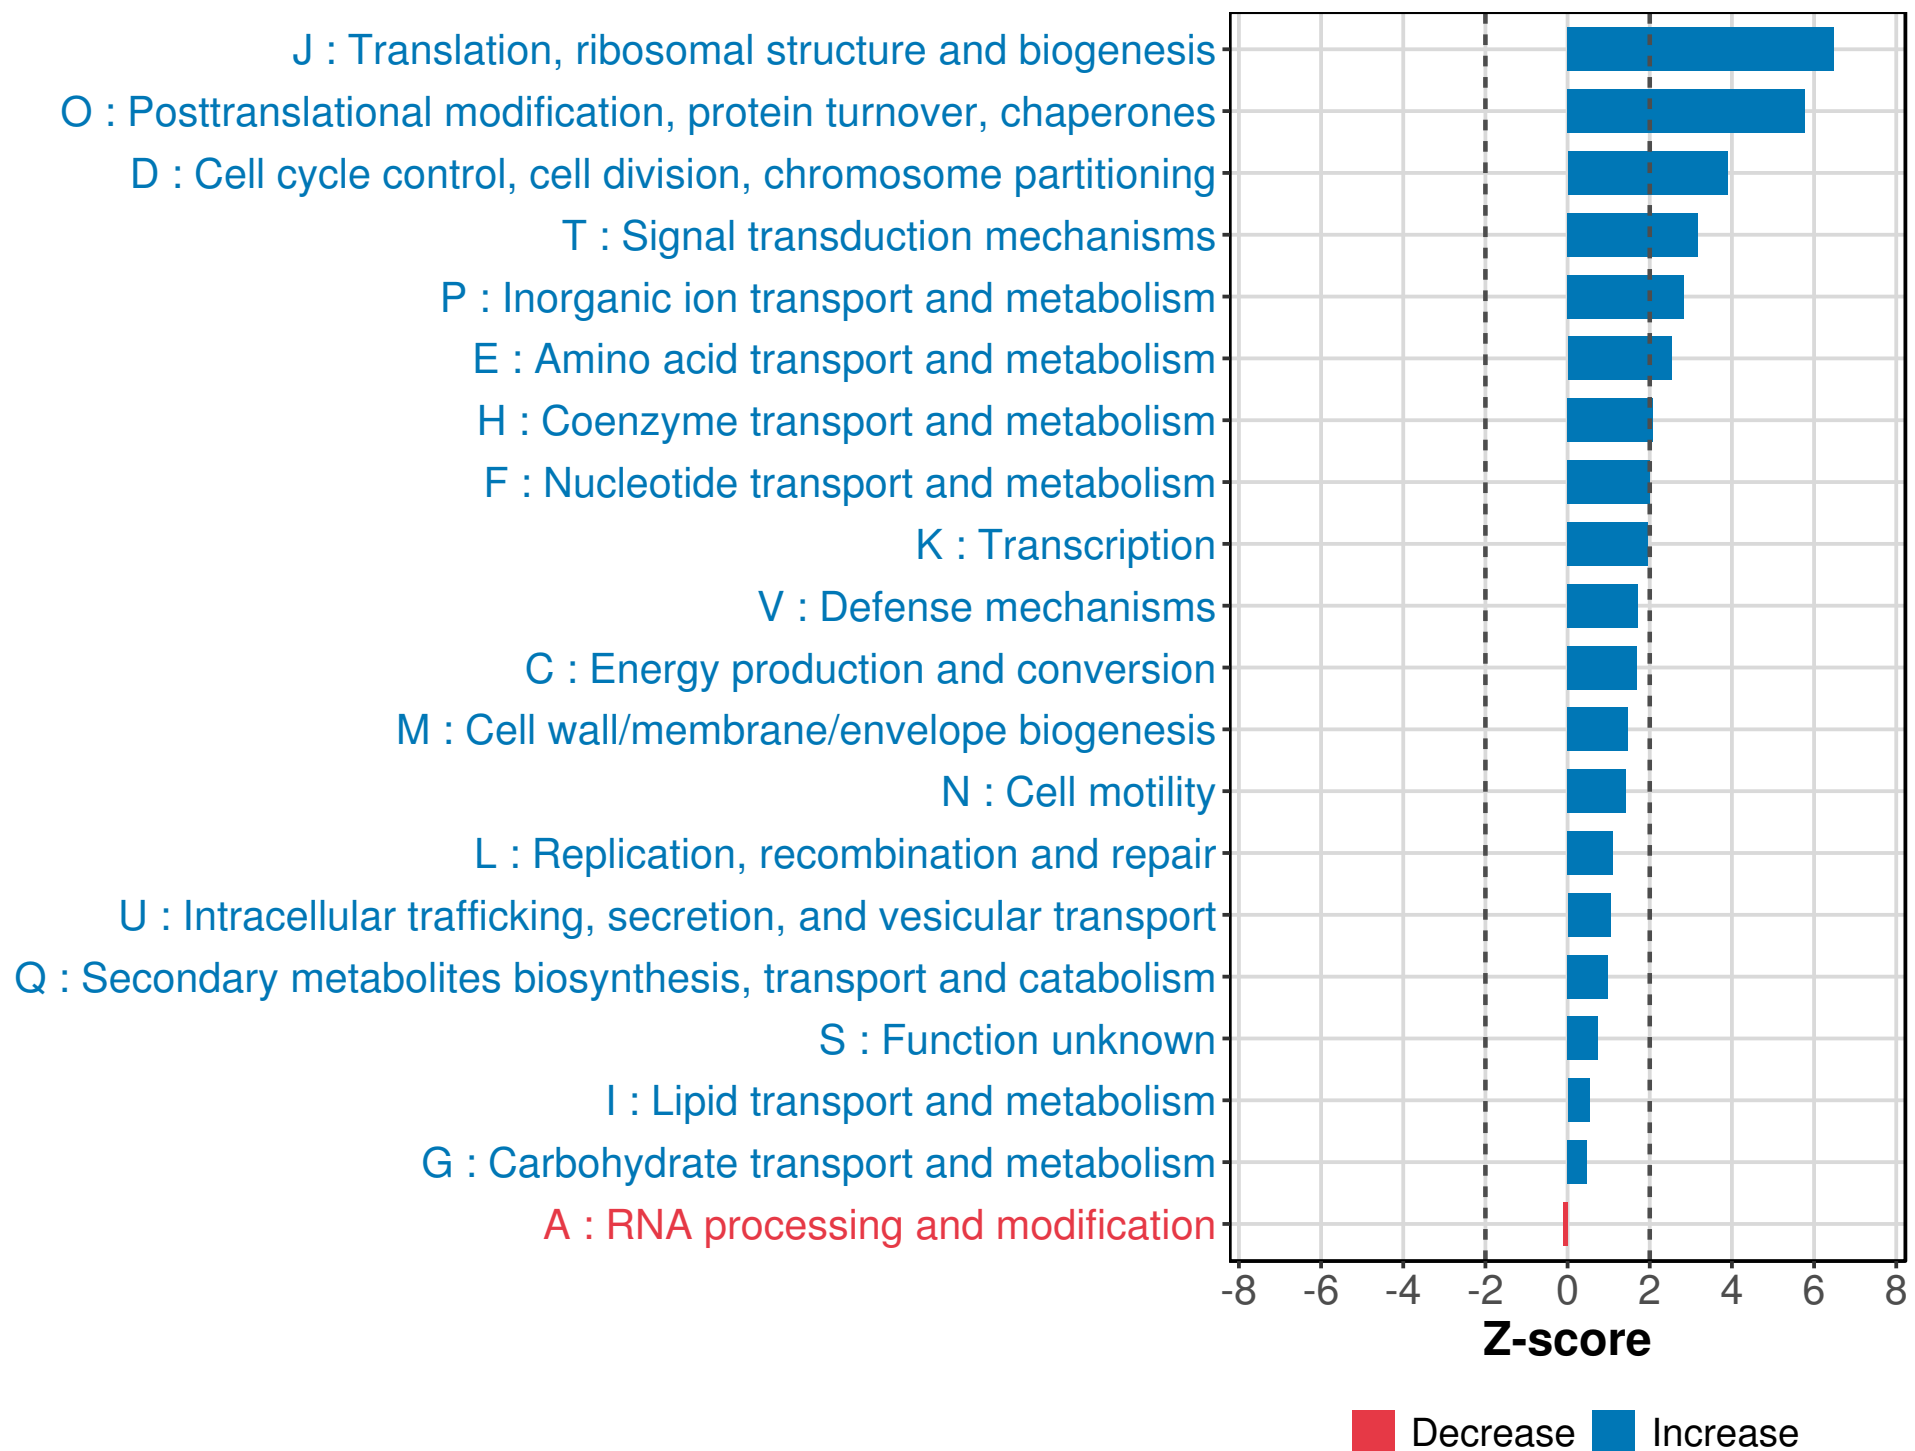 J : Translation, ribosomal structure and biogenesis
O : Posttranslational modification, protein turnover, chaperones
D : Cell cycle control, cell division, chromosome partitioning
T : Signal transduction mechanisms
P : Inorganic ion transport and metabolism
E : Amino acid transport and metabolism
H : Coenzyme transport and metabolism
F : Nucleotide transport and metabolism
K : Transcription
V : Defense mechanisms
C : Energy production and conversion
M : Cell wall/membrane/envelope biogenesis
N : Cell motility
L : Replication, recombination and repair
U : Intracellular trafficking, secretion, and vesicular transport
Q : Secondary metabolites biosynthesis, transport and catabolism
S : Function unknown
I : Lipid transport and metabolism
G : Carbohydrate transport and metabolism
A : RNA processing and modification
-8 -6 -4 -2 0 2 4 6 8
Z-score
Decrease Increase